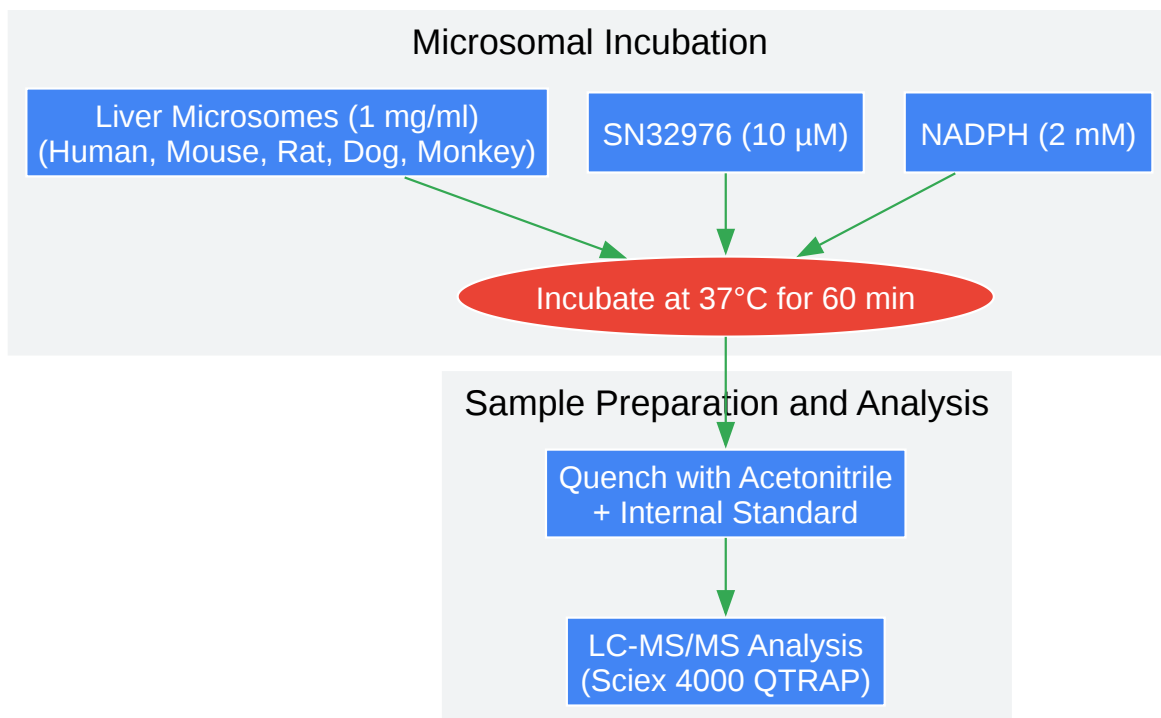 Microsomal Incubation
Liver Microsomes (1 mg/ml)
(Human, Mouse, Rat, Dog, Monkey)
SN32976 (10 µM)
NADPH (2 mM)
Incubate at 37°C for 60 min
Sample Preparation and Analysis
Quench with Acetonitrile
+ Internal Standard
LC-MS/MS Analysis
(Sciex 4000 QTRAP)